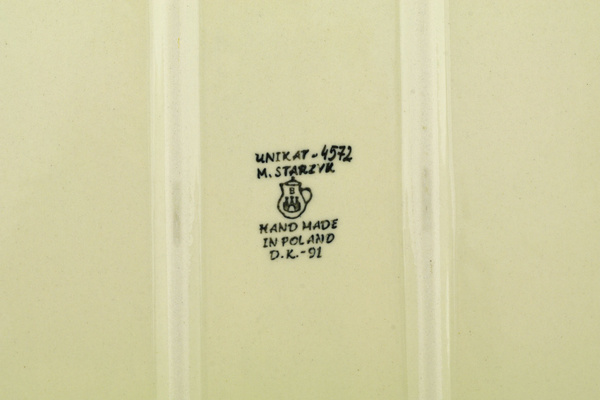 UNIKAT-4572
M. STARZYK
B
HAND MADE
IN POLAND
D.K.-91